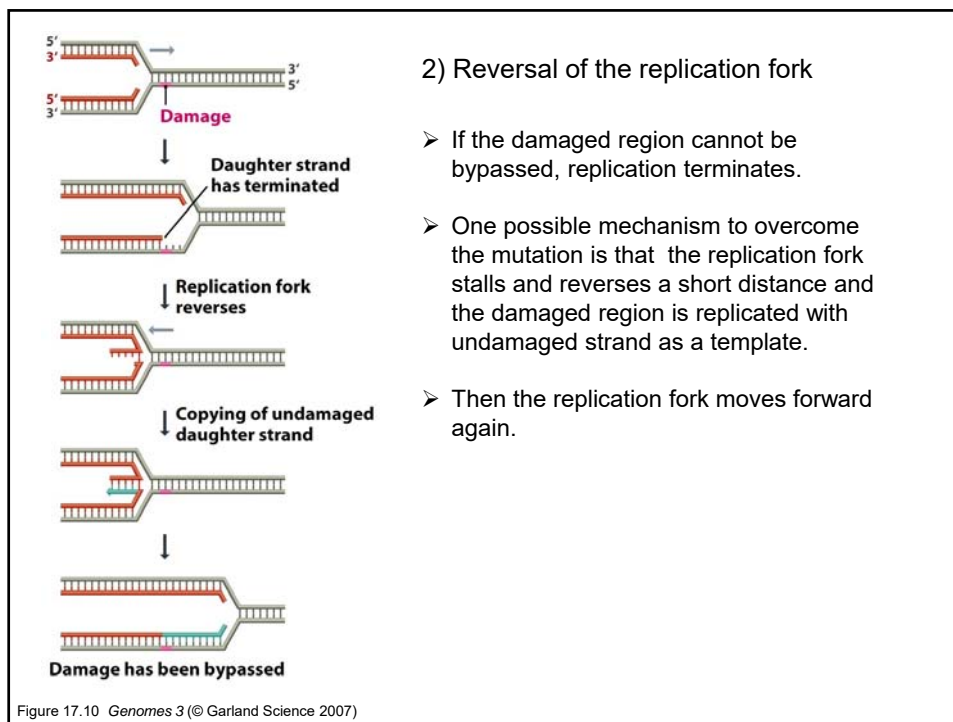 5′
3′
3′
5′
5′
3′
Damage
Daughter strand
has terminated
Replication fork
reverses
Copying of undamaged
daughter strand
Damage has been bypassed
Figure 17.10 Genomes 3 (© Garland Science 2007)
2) Reversal of the replication fork
➢ If the damaged region cannot be
bypassed, replication terminates.
➢ One possible mechanism to overcome
the mutation is that the replication fork
stalls and reverses a short distance and
the damaged region is replicated with
undamaged strand as a template.
➢ Then the replication fork moves forward
again.